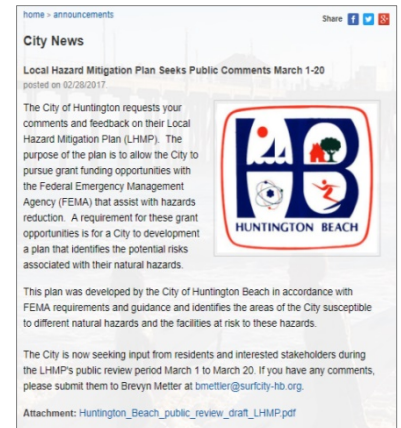 home > announcements
Share
City News
Local Hazard Mitigation Plan Seeks Public Comments March 1-20
posted on 02/28/2017
The City of Huntington requests your
comments and feedback on their Local
Hazard Mitigation Plan (LHMP). The
purpose of the plan is to allow the City to
pursue grant funding opportunities with
the Federal Emergency Management
Agency (FEMA) that assist with hazards
reduction. A requirement for these grant
opportunities is for a City to development
a plan that identifies the potential risks
associated with their natural hazards.
HB
HUNTINGTON BEACH
This plan was developed by the City of Huntington Beach in accordance with
FEMA requirements and guidance and identifies the areas of the City susceptible
to different natural hazards and the facilities at risk to these hazards.
The City is now seeking input from residents and interested stakeholders during
the LHMP's public review period March 1 to March 20. If you have any comments,
please submit them to Brevyn Metter at bmettler@surfcity-hb.org.
Attachment: Huntington_Beach_public_review_draft_LHMP.pdf